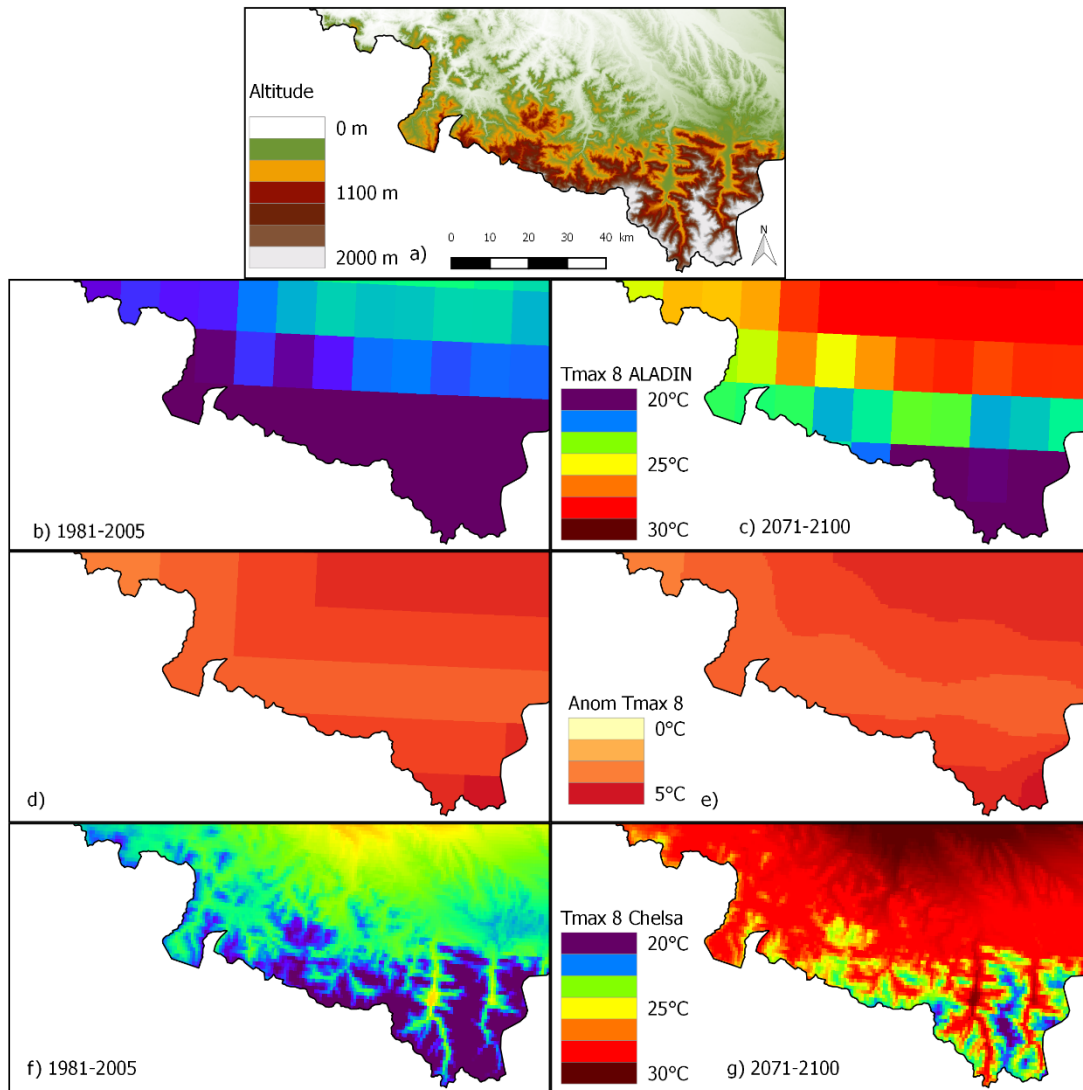 Altitude
0 m
1100 m
2000 m
a)
0 10 20 30 40 km
N
b) 1981-2005
Tmax 8 ALADIN
20°C
25°C
30°C
c) 2071-2100
d)
Anom Tmax 8
0°C
5°C
e)
f) 1981-2005
Tmax 8 Chelsa
20°C
25°C
30°C
g) 2071-2100